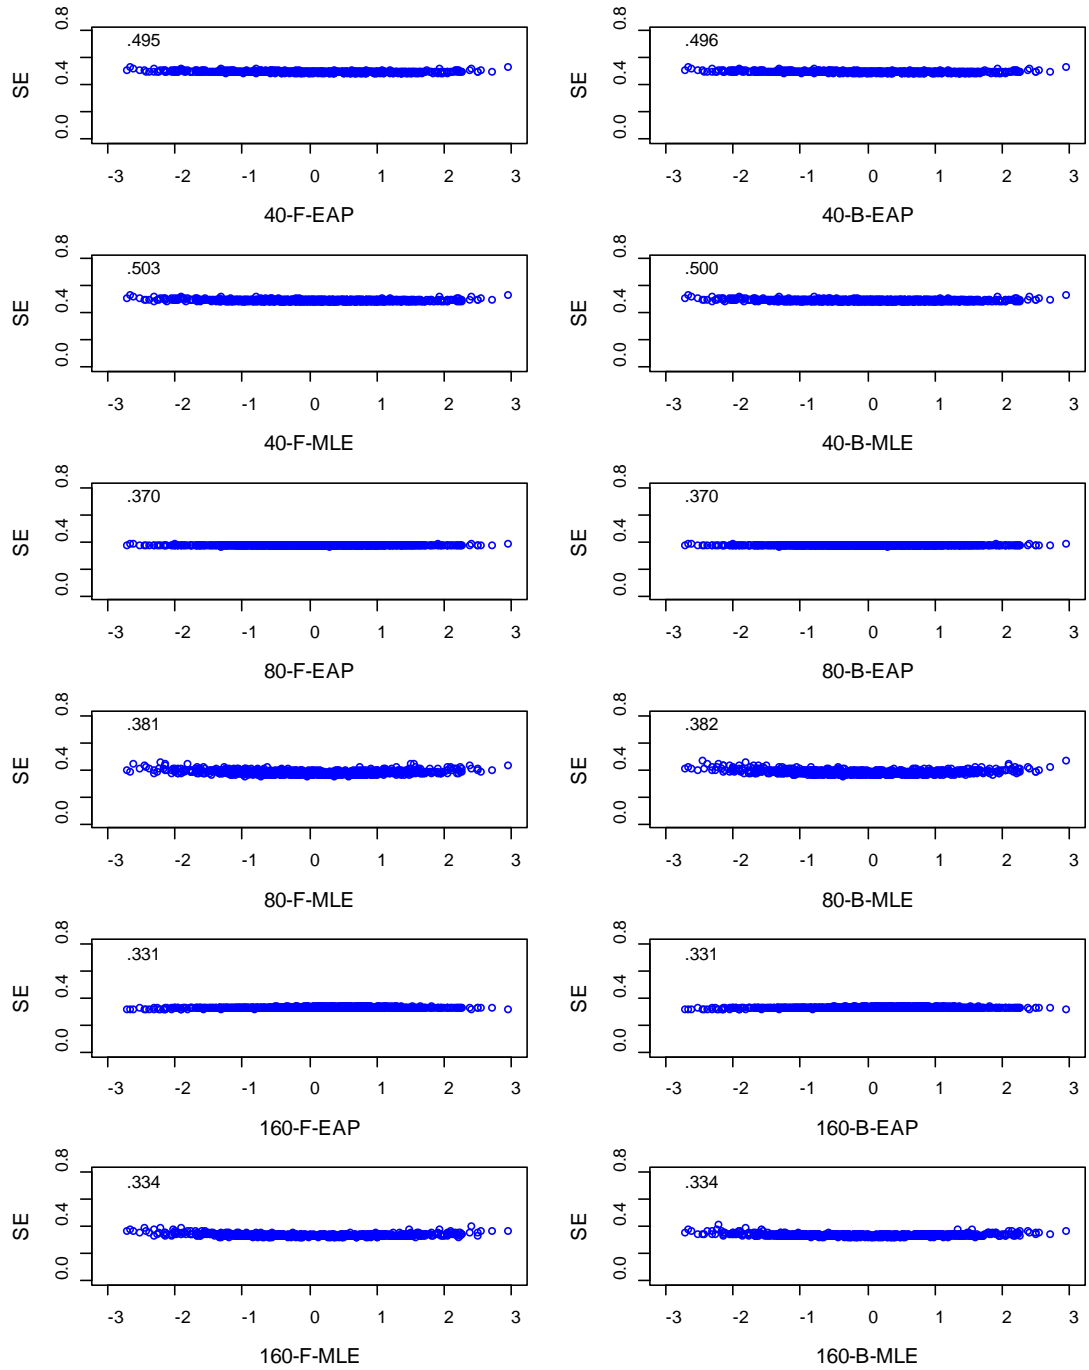 0.8
0.4
0.0
SE
.495
-3 -2 -1 0 1 2 3
40-F-EAP
0.8
0.4
0.0
SE
.496
-3 -2 -1 0 1 2 3
40-B-EAP
0.8
0.4
0.0
SE
.503
-3 -2 -1 0 1 2 3
40-F-MLE
0.8
0.4
0.0
SE
.500
-3 -2 -1 0 1 2 3
40-B-MLE
0.8
0.4
0.0
SE
.370
-3 -2 -1 0 1 2 3
80-F-EAP
0.8
0.4
0.0
SE
.370
-3 -2 -1 0 1 2 3
80-B-EAP
0.8
0.4
0.0
SE
.381
-3 -2 -1 0 1 2 3
80-F-MLE
0.8
0.4
0.0
SE
.382
-3 -2 -1 0 1 2 3
80-B-MLE
0.8
0.4
0.0
SE
.331
-3 -2 -1 0 1 2 3
160-F-EAP
0.8
0.4
0.0
SE
.331
-3 -2 -1 0 1 2 3
160-B-EAP
0.8
0.4
0.0
SE
.334
-3 -2 -1 0 1 2 3
160-F-MLE
0.8
0.4
0.0
SE
.334
-3 -2 -1 0 1 2 3
160-B-MLE